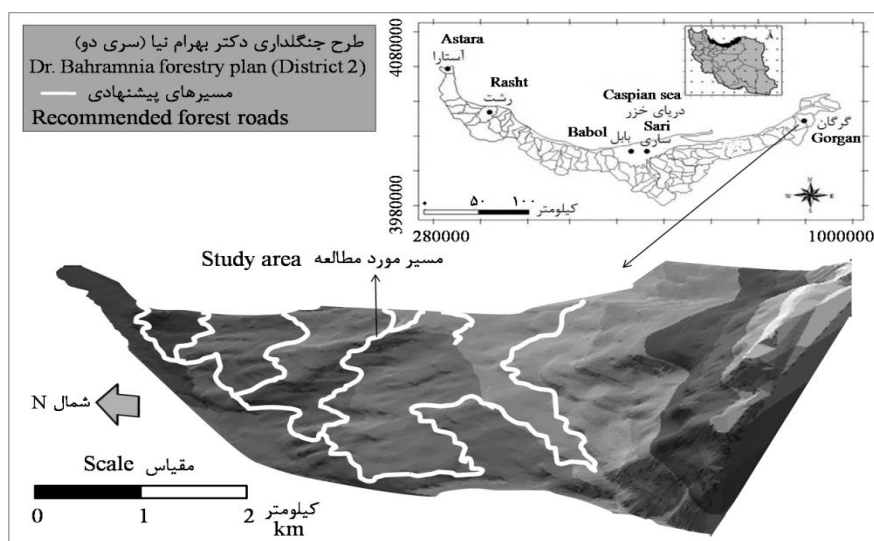 طرح جنگلداری دکتر بهرام نیا (سری دو)
Dr. Bahramnia forestry plan (District 2)
مسیرهای پیشنهادی
Recommended forest roads
4080000
3980000
Astara
آستارا
Rasht
رشت
Caspian sea
دریای خزر
Babol بابل
Sari
ساری
گرگان
Gorgan
N
W E
S
۰ ۵۰ ۱۰۰ کیلومتر
280000 1000000
Study area مسیر مورد مطالعه
N شمال
Scale مقیاس
0 1 2 کیلومتر
km